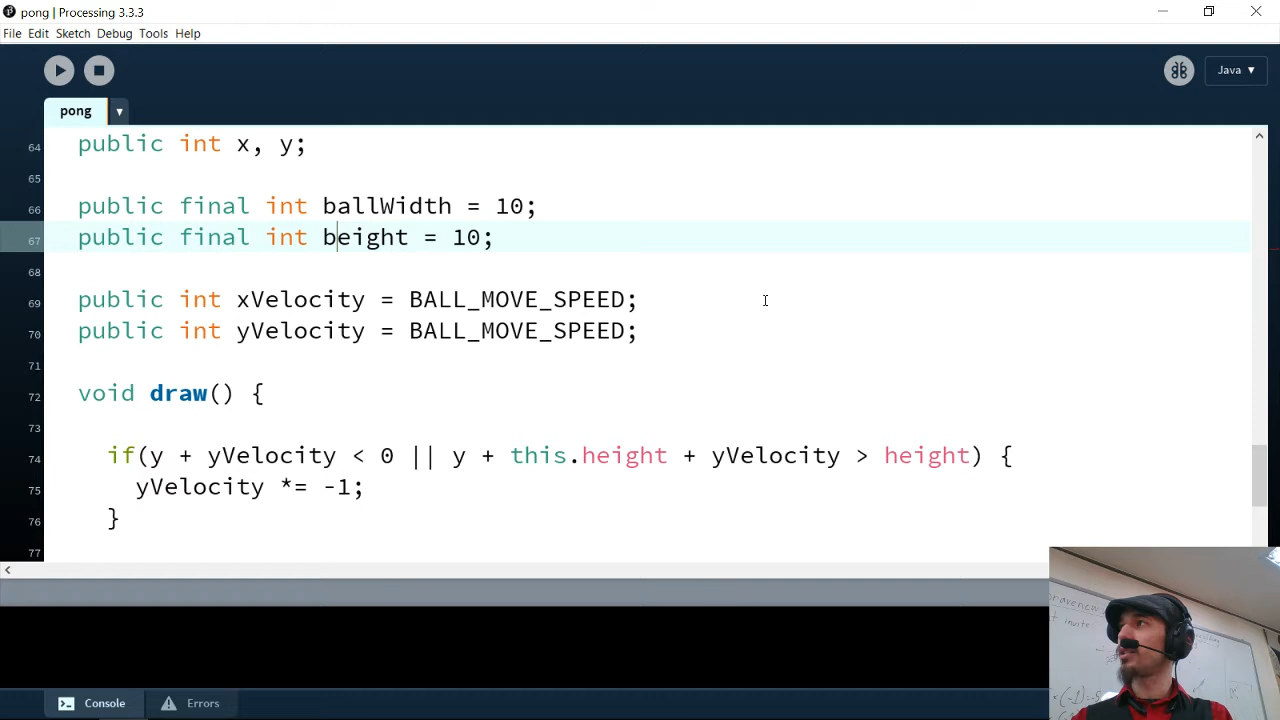 pong | Processing 3.3.3
File Edit Sketch Debug Tools Help
Java ▾
pong ▾
64 public int x, y;
65
66 public final int ballWidth = 10;
67 public final int beight = 10;
68
69 public int xVelocity = BALL_MOVE_SPEED;
70 public int yVelocity = BALL_MOVE_SPEED;
71
72 void draw() {
73
74 if(y + yVelocity < 0 || y + this.height + yVelocity > height) {
75 yVelocity *= -1;
76 }
77
Console Errors